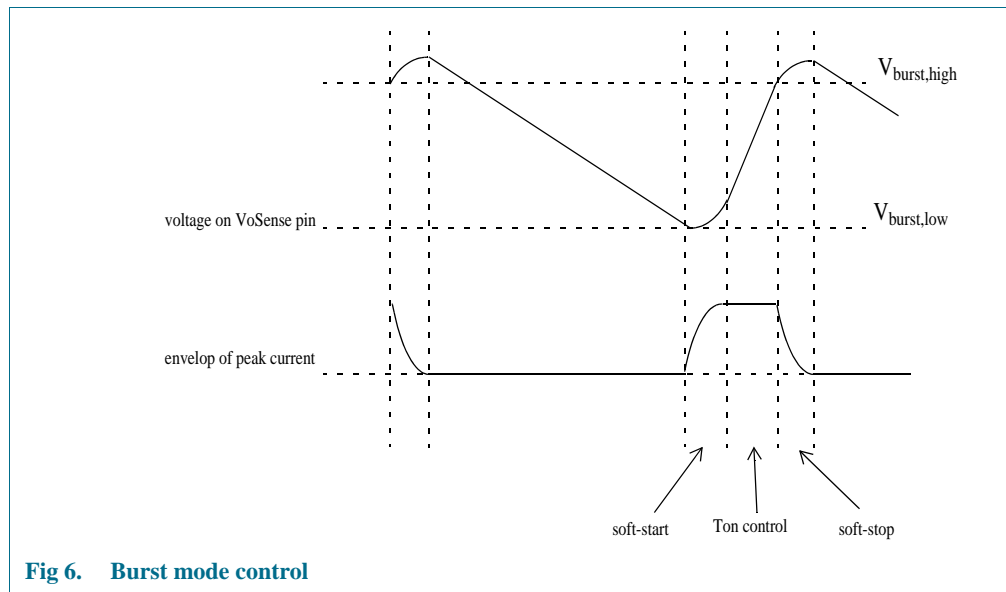 V_burst,high
voltage on VoSense pin
V_burst,low
envelop of peak current
soft-start
Ton control
soft-stop
Fig 6. Burst mode control